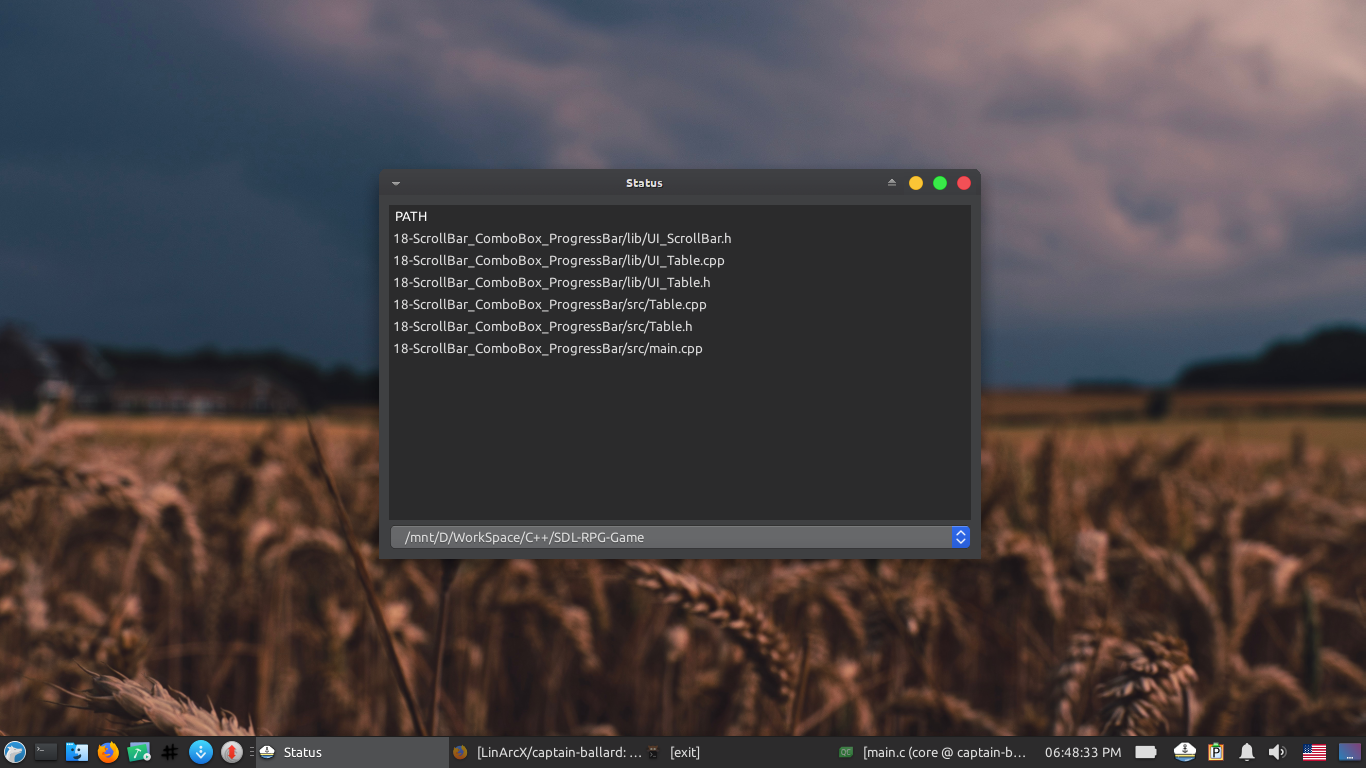 Status
PATH
18-ScrollBar_ComboBox_ProgressBar/lib/UI_ScrollBar.h
18-ScrollBar_ComboBox_ProgressBar/lib/UI_Table.cpp
18-ScrollBar_ComboBox_ProgressBar/lib/UI_Table.h
18-ScrollBar_ComboBox_ProgressBar/src/Table.cpp
18-ScrollBar_ComboBox_ProgressBar/src/Table.h
18-ScrollBar_ComboBox_ProgressBar/src/main.cpp
/mnt/D/WorkSpace/C++/SDL-RPG-Game
Status [LinArcX/captain-ballard: ... [exit] [main.c (core @ captain-b... 06:48:33 PM